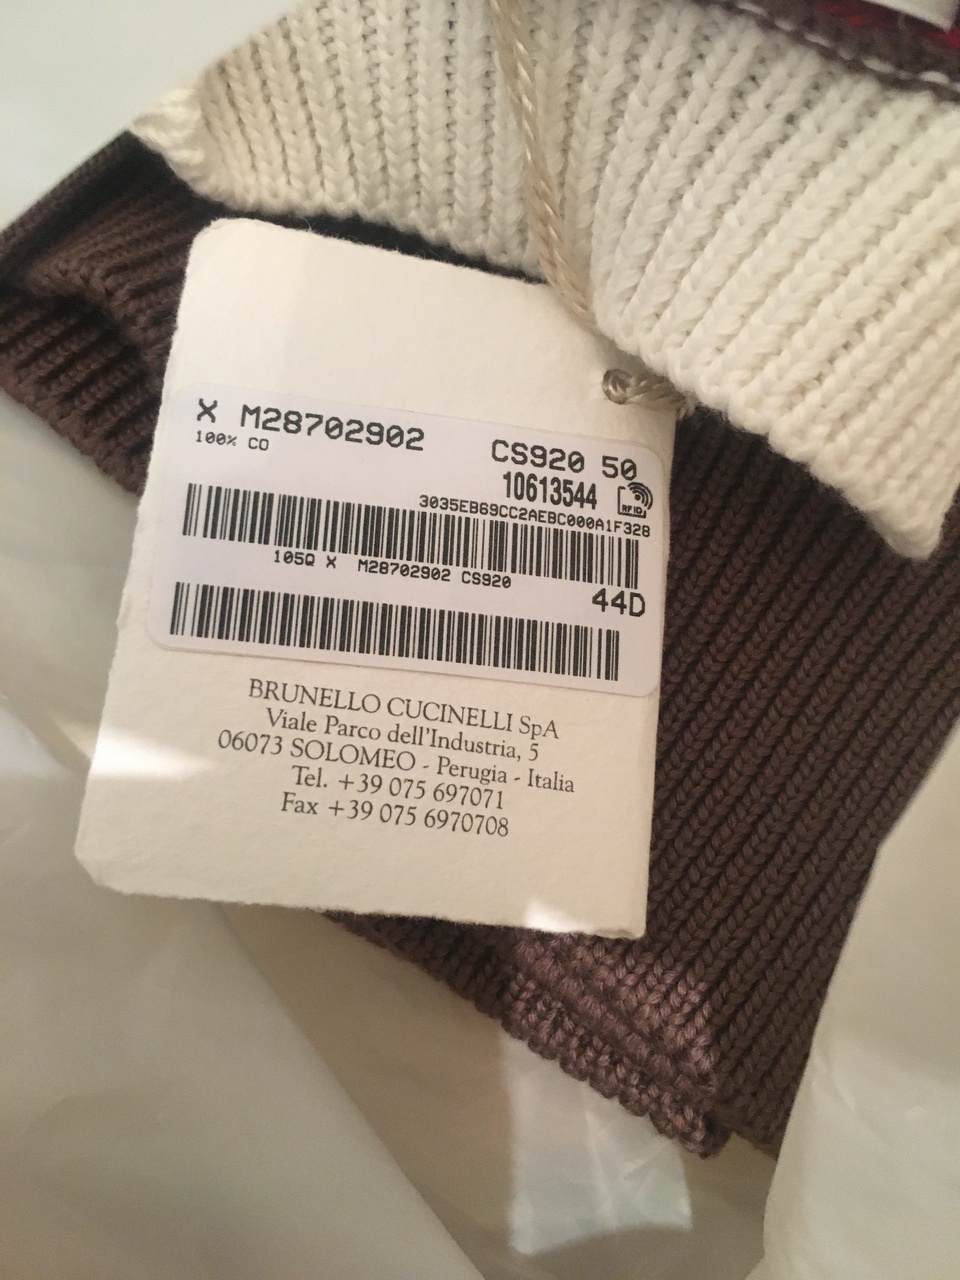 X M28702902 CS920 50
100% CO 10613544
RFID
3035EB69CC2AEBC000A1F328
105Q X M28702902 CS920
44D
BRUNELLO CUCINELLI SpA
Viale Parco dell'Industria, 5
06073 SOLOMEO - Perugia - Italia
Tel. +39 075 697071
Fax +39 075 6970708